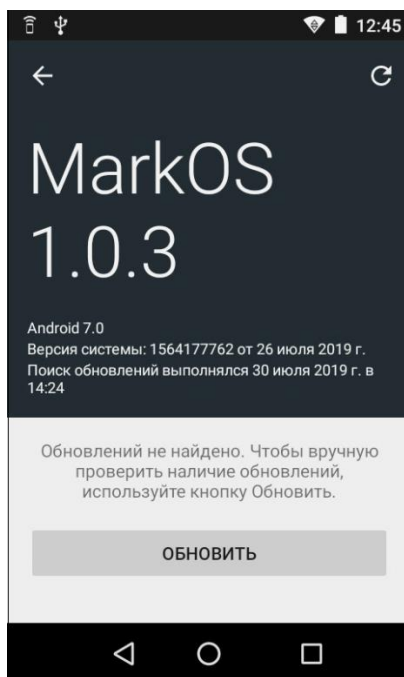 12:45
MarkOS
1.0.3
Android 7.0
Версия системы: 1564177762 от 26 июля 2019 г.
Поиск обновлений выполнялся 30 июля 2019 г. в
14:24
Обновлений не найдено. Чтобы вручную
проверить наличие обновлений,
используйте кнопку Обновить.
ОБНОВИТЬ